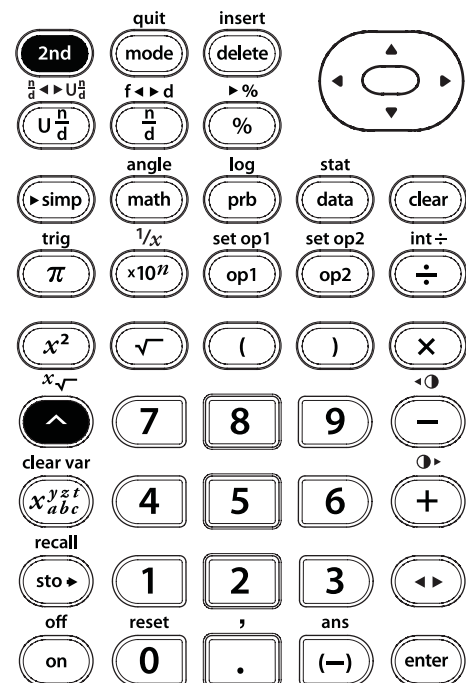 quit insert
2nd mode delete
n/d ◂ ▸ U n/d f ◂ ▸ d ▸ %
U n/d n/d %
angle log stat
▸ simp math prb data clear
trig 1/x set op1 set op2 int ÷
π ×10ⁿ op1 op2 ÷
x² √ ( ) ×
ˣ√ ◂ ◑
^ 7 8 9 −
clear var ◑ ▸
x yzt abc 4 5 6 +
recall
sto ➧ 1 2 3 ◂ ▸
off reset , ans
on 0 . (−) enter